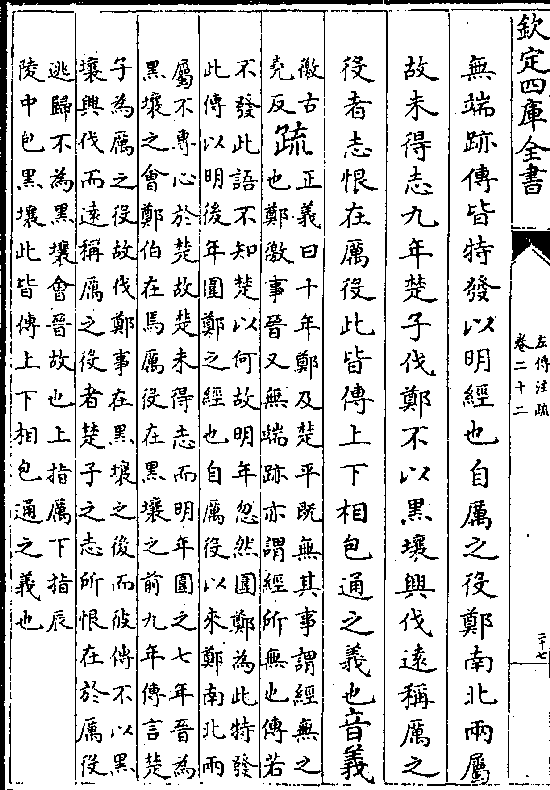 欽定四庫全書
左傳注疏
卷二十二
二十七
無端跡傳皆特發以明經也自厲之役鄭南北兩屬
故未得志九年楚子伐鄭不以黑壤興伐遠稱厲之
役者志恨在厲役此皆傳上下相包通之義也音義
徼古
堯反
疏
正義曰十年鄭及楚平既無其事謂經無之
也鄭徼事晉又無端跡亦謂經所無也傳若
不發此語不知楚以何故明年忽然圍鄭為此特發
此傳以明後年圍鄭之經也自厲役以來鄭南北兩
屬不專心於楚故楚未得志而明年圍之七年晉為
黑壤之會鄭伯在焉厲役在黑壤之前九年傳言楚
子為厲之役故伐鄭事在黑壤之後而彼傳不以黑
壤興伐而遠稱厲之役者楚子之志所恨在於厲役
逃歸不為黑壤會晉故也上指厲下指辰
陵中包黑壤此皆傳上下相包通之義也